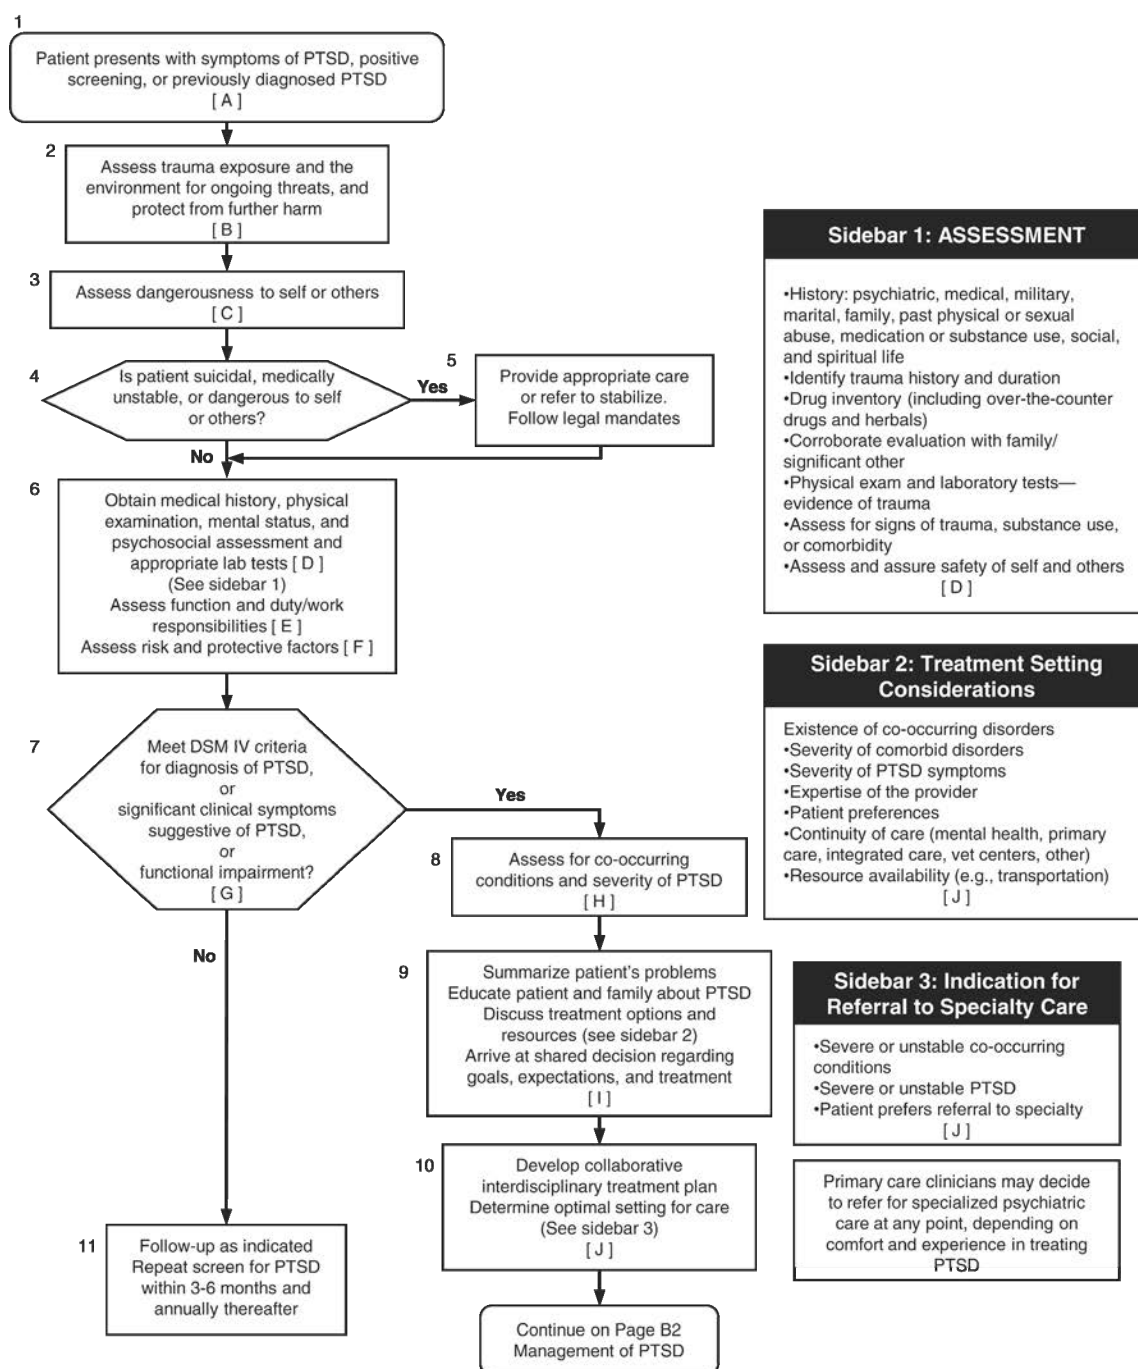 1
Patient presents with symptoms of PTSD, positive
screening, or previously diagnosed PTSD
[ A ]
2
Assess trauma exposure and the
environment for ongoing threats, and
protect from further harm
[ B ]
3
Assess dangerousness to self or others
[ C ]
4
Is patient suicidal, medically
unstable, or dangerous to self
or others?
Yes
No
5
Provide appropriate care
or refer to stabilize.
Follow legal mandates
6
Obtain medical history, physical
examination, mental status, and
psychosocial assessment and
appropriate lab tests [ D ]
(See sidebar 1)
Assess function and duty/work
responsibilities [ E ]
Assess risk and protective factors [ F ]
7
Meet DSM IV criteria
for diagnosis of PTSD,
or
significant clinical symptoms
suggestive of PTSD,
or
functional impairment?
[ G ]
Yes
No
8
Assess for co-occurring
conditions and severity of PTSD
[ H ]
9
Summarize patient's problems
Educate patient and family about PTSD
Discuss treatment options and
resources (see sidebar 2)
Arrive at shared decision regarding
goals, expectations, and treatment
[ I ]
10
Develop collaborative
interdisciplinary treatment plan
Determine optimal setting for care
(See sidebar 3)
[ J ]
Continue on Page B2
Management of PTSD
11
Follow-up as indicated
Repeat screen for PTSD
within 3-6 months and
annually thereafter
Sidebar 1: ASSESSMENT
•History: psychiatric, medical, military,
marital, family, past physical or sexual
abuse, medication or substance use, social,
and spiritual life
•Identify trauma history and duration
•Drug inventory (including over-the-counter
drugs and herbals)
•Corroborate evaluation with family/
significant other
•Physical exam and laboratory tests—
evidence of trauma
•Assess for signs of trauma, substance use,
or comorbidity
•Assess and assure safety of self and others
[ D ]
Sidebar 2: Treatment Setting
Considerations
Existence of co-occurring disorders
•Severity of comorbid disorders
•Severity of PTSD symptoms
•Expertise of the provider
•Patient preferences
•Continuity of care (mental health, primary
care, integrated care, vet centers, other)
•Resource availability (e.g., transportation)
[ J ]
Sidebar 3: Indication for
Referral to Specialty Care
•Severe or unstable co-occurring
conditions
•Severe or unstable PTSD
•Patient prefers referral to specialty
[ J ]
Primary care clinicians may decide
to refer for specialized psychiatric
care at any point, depending on
comfort and experience in treating
PTSD